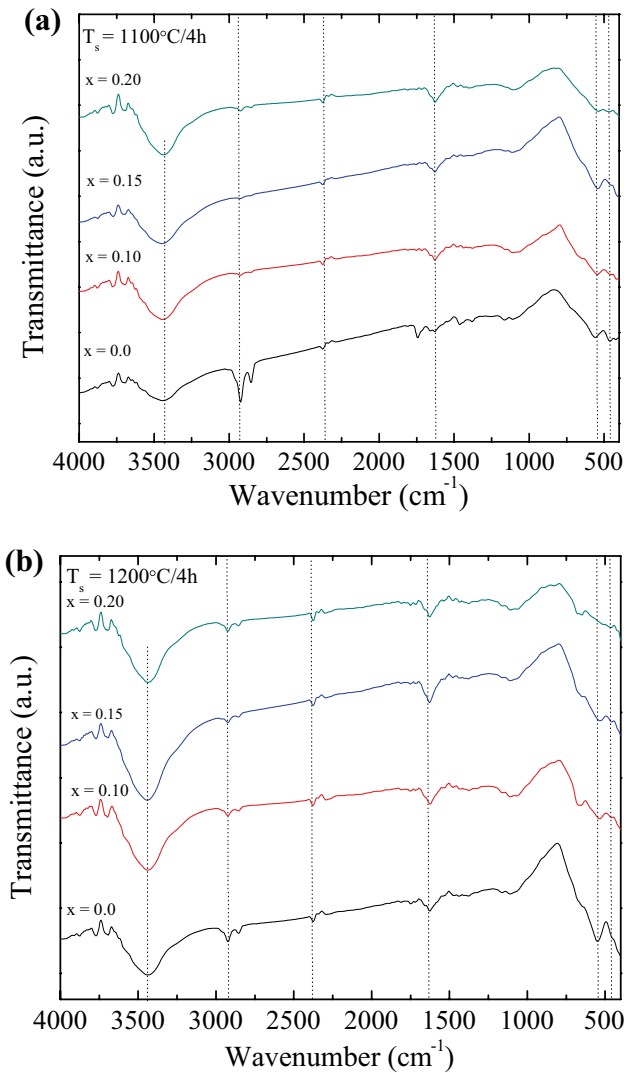 (a)
T_s = 1100°C/4h
x = 0.20
x = 0.15
x = 0.10
x = 0.0
Transmittance (a.u.)
4000 3500 3000 2500 2000 1500 1000 500
Wavenumber (cm⁻¹)
(b)
T_s = 1200°C/4h
x = 0.20
x = 0.15
x = 0.10
x = 0.0
Transmittance (a.u.)
4000 3500 3000 2500 2000 1500 1000 500
Wavenumber (cm⁻¹)